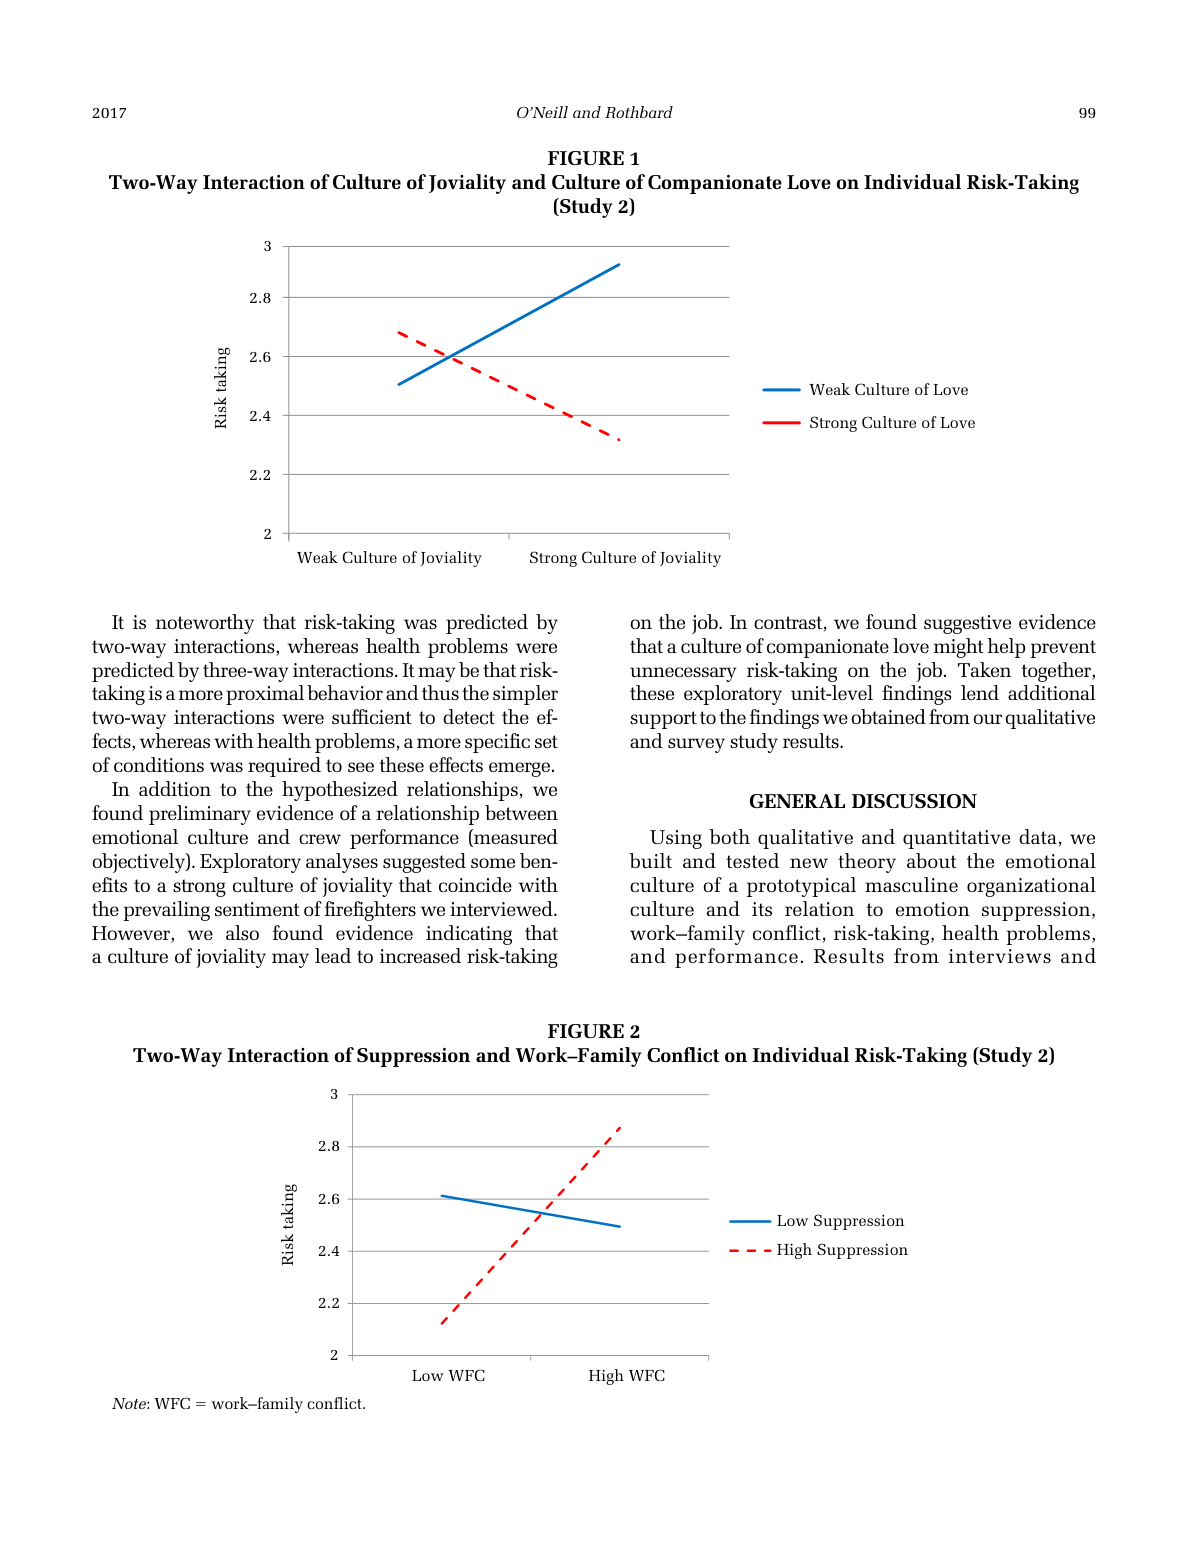 2017
O’Neill and Rothbard
99
FIGURE 1
Two-Way Interaction of Culture of Joviality and Culture of Companionate Love on Individual Risk-Taking
(Study 2)
3
2.8
2.6
2.4
2.2
2
Risk taking
Weak Culture of Joviality
Strong Culture of Joviality
Weak Culture of Love
Strong Culture of Love
It is noteworthy that risk-taking was predicted by
two-way interactions, whereas health problems were
predicted by three-way interactions. It may be that risk-
taking is a more proximal behavior and thus the simpler
two-way interactions were sufficient to detect the ef-
fects, whereas with health problems, a more specific set
of conditions was required to see these effects emerge.
In addition to the hypothesized relationships, we
found preliminary evidence of a relationship between
emotional culture and crew performance (measured
objectively). Exploratory analyses suggested some ben-
efits to a strong culture of joviality that coincide with
the prevailing sentiment of firefighters we interviewed.
However, we also found evidence indicating that
a culture of joviality may lead to increased risk-taking
on the job. In contrast, we found suggestive evidence
that a culture of companionate love might help prevent
unnecessary risk-taking on the job. Taken together,
these exploratory unit-level findings lend additional
support to the findings we obtained from our qualitative
and survey study results.
GENERAL DISCUSSION
Using both qualitative and quantitative data, we
built and tested new theory about the emotional
culture of a prototypical masculine organizational
culture and its relation to emotion suppression,
work–family conflict, risk-taking, health problems,
and performance. Results from interviews and
FIGURE 2
Two-Way Interaction of Suppression and Work–Family Conflict on Individual Risk-Taking (Study 2)
3
2.8
2.6
2.4
2.2
2
Risk taking
Low WFC
High WFC
Low Suppression
High Suppression
Note: WFC = work–family conflict.